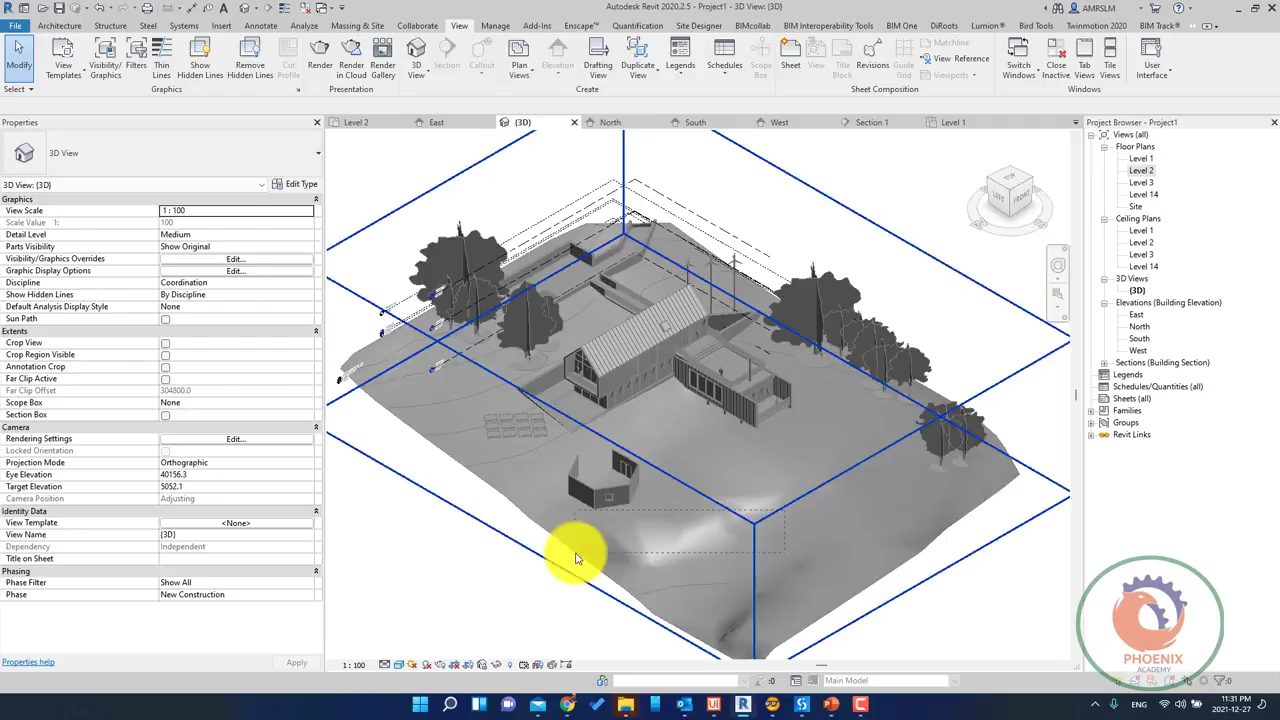 Autodesk Revit 2020.2.5 - Project1 - 3D View: {3D}
AMRSLM
File Architecture Structure Steel Systems Insert Annotate Analyze Massing & Site Collaborate View Manage Add-Ins Enscape™ Quantification Site Designer BIMcollab BIM Interoperability Tools BIM One DiRoots Lumion® Bird Tools Twinmotion 2020 BIM Track®
Modify
View Templates
Visibility/ Graphics
Filters
Thin Lines
Show Hidden Lines
Remove Hidden Lines
Cut Profile
Render
Render in Cloud
Render Gallery
3D View
Section
Callout
Plan Views
Elevation
Drafting View
Duplicate View
Legends
Schedules
Scope Box
Sheet
View
Title Block
Revisions
Guide Grid
Matchline
View Reference
Viewports
Switch Windows
Close Inactive
Tab Views
Tile Views
User Interface
Select Graphics Presentation Create Sheet Composition Windows
Properties
Level 2 East {3D} North South West Section 1 Level 1
Project Browser - Project1
3D View
3D View: {3D} Edit Type
Graphics
View Scale 1 : 100
Scale Value 1: 100
Detail Level Medium
Parts Visibility Show Original
Visibility/Graphics Overrides Edit...
Graphic Display Options Edit...
Discipline Coordination
Show Hidden Lines By Discipline
Default Analysis Display Style None
Sun Path
Extents
Crop View
Crop Region Visible
Annotation Crop
Far Clip Active
Far Clip Offset 304800.0
Scope Box None
Section Box
Camera
Rendering Settings Edit...
Locked Orientation
Projection Mode Orthographic
Eye Elevation 40156.3
Target Elevation 5052.1
Camera Position Adjusting
Identity Data
View Template <None>
View Name {3D}
Dependency Independent
Title on Sheet
Phasing
Phase Filter Show All
Phase New Construction
Properties help Apply
TOP
LEFT FRONT
Views (all)
Floor Plans
Level 1
Level 2
Level 3
Level 14
Site
Ceiling Plans
Level 1
Level 2
Level 3
Level 14
3D Views
{3D}
Elevations (Building Elevation)
East
North
South
West
Sections (Building Section)
Legends
Schedules/Quantities (all)
Sheets (all)
Families
Groups
Revit Links
PHOENIX
ACADEMY
1 : 100
:0 Main Model :0
ENG 11:31 PM
2021-12-27